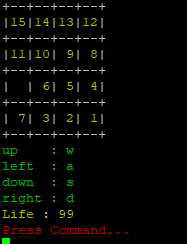 +--+--+--+--+
|15|14|13|12|
+--+--+--+--+
|11|10| 9| 8|
+--+--+--+--+
|  | 6| 5| 4|
+--+--+--+--+
| 7| 3| 2| 1|
+--+--+--+--+
up    : w
left  : a
down  : s
right : d
Life : 99
Press Command...